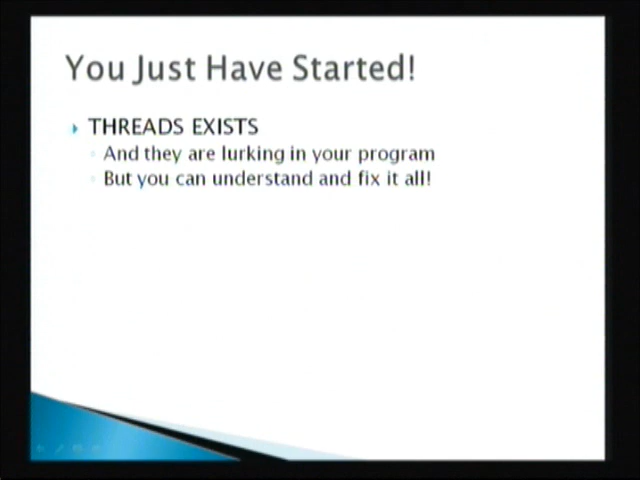 You Just Have Started!
THREADS EXISTS
And they are lurking in your program
But you can understand and fix it all!